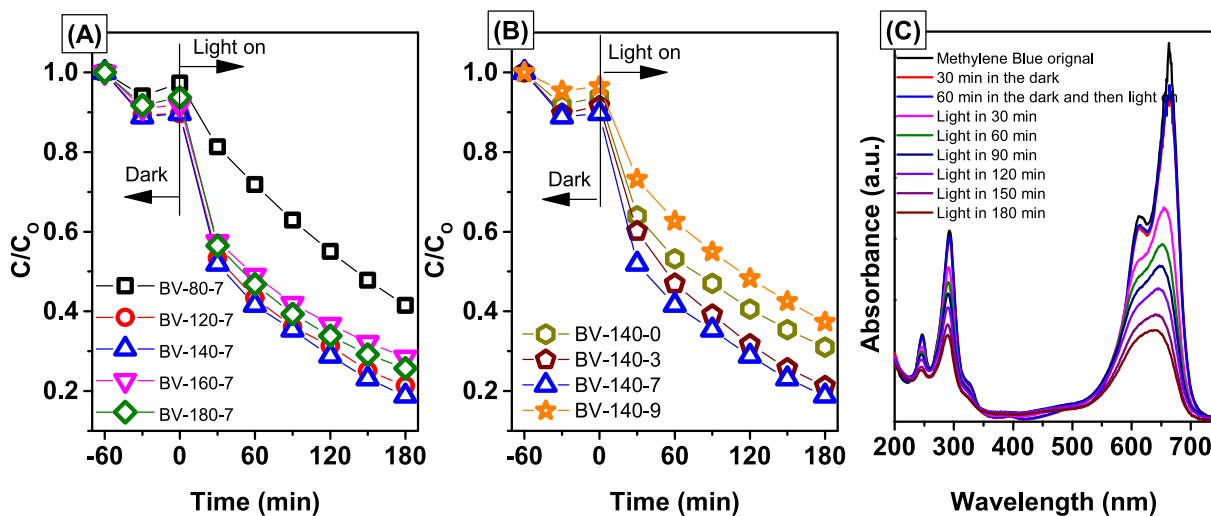 (A)
Light on
Dark
1.0
0.8
0.6
0.4
0.2
C/C_O
BV-80-7
BV-120-7
BV-140-7
BV-160-7
BV-180-7
-60 0 60 120 180
Time (min)
(B)
Light on
Dark
1.0
0.8
0.6
0.4
0.2
C/C_O
BV-140-0
BV-140-3
BV-140-7
BV-140-9
-60 0 60 120 180
Time (min)
(C)
Methylene Blue orignal
30 min in the dark
60 min in the dark and then light on
Light in 30 min
Light in 60 min
Light in 90 min
Light in 120 min
Light in 150 min
Light in 180 min
Absorbance (a.u.)
200 300 400 500 600 700
Wavelength (nm)